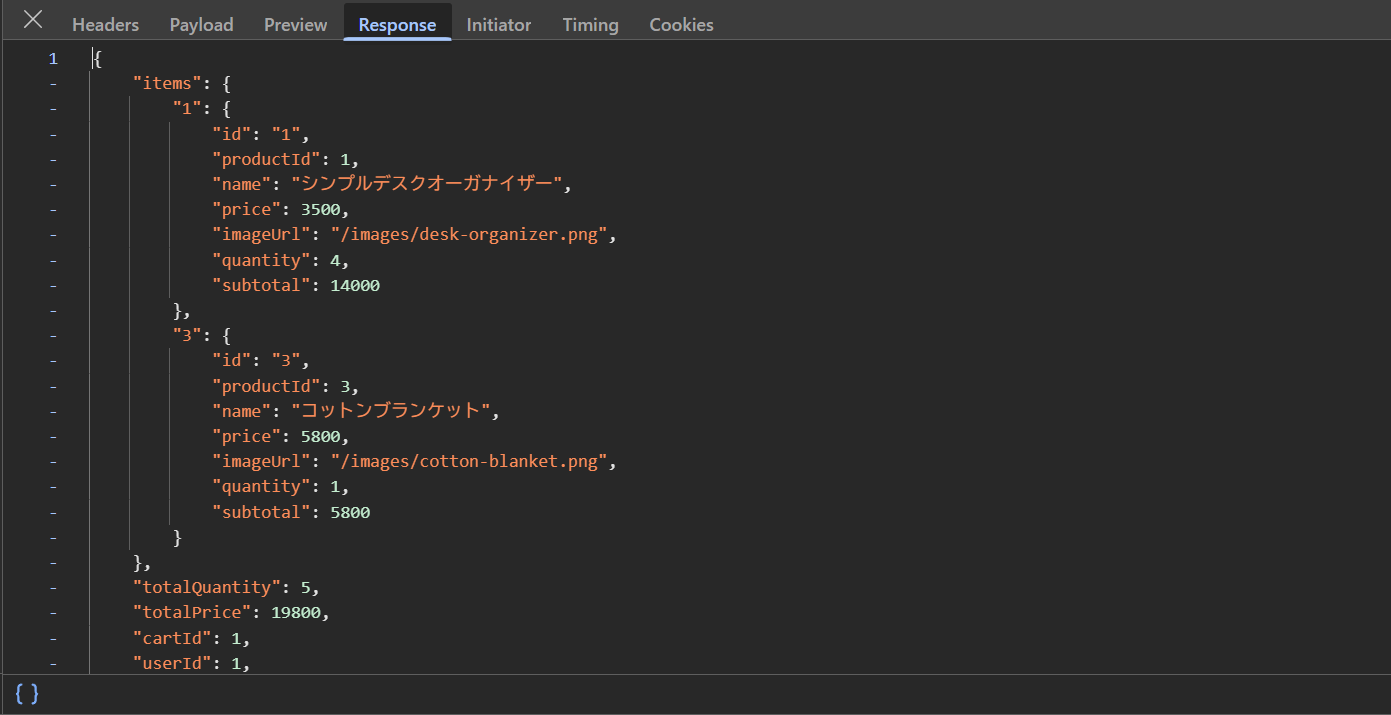 Headers Payload Preview Response Initiator Timing Cookies
1 {
- "items": {
- "1": {
- "id": "1",
- "productId": 1,
- "name": "シンプルデスクオーガナイザー",
- "price": 3500,
- "imageUrl": "/images/desk-organizer.png",
- "quantity": 4,
- "subtotal": 14000
- },
- "3": {
- "id": "3",
- "productId": 3,
- "name": "コットンブランケット",
- "price": 5800,
- "imageUrl": "/images/cotton-blanket.png",
- "quantity": 1,
- "subtotal": 5800
- }
- },
- "totalQuantity": 5,
- "totalPrice": 19800,
- "cartId": 1,
- "userId": 1,
{ }